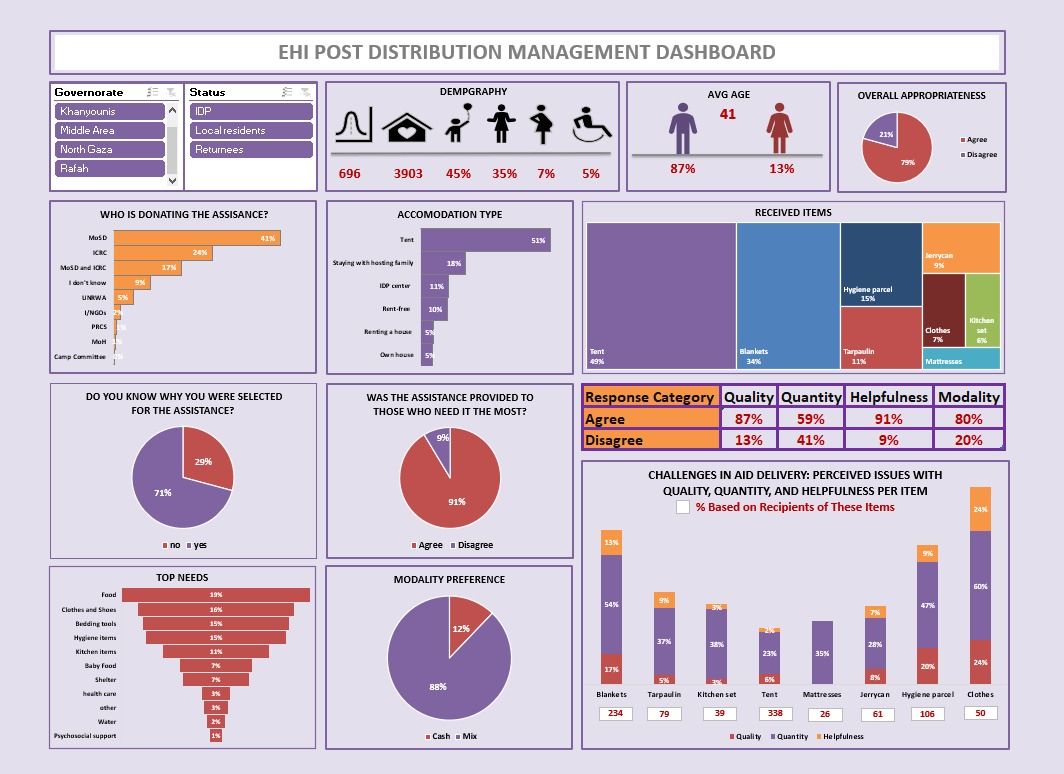 EHI POST DISTRIBUTION MANAGEMENT DASHBOARD
Governorate
Khanyounis
Middle Area
North Gaza
Rafah
Status
IDP
Local residents
Returnees
DEMPGRAPHY
696 3903 45% 35% 7% 5%
AVG AGE
41
87% 13%
OVERALL APPROPRIATENESS
21%
79%
Agree
Disagree
WHO IS DONATING THE ASSISANCE?
MoSD 41%
ICRC 24%
MoSD and ICRC 17%
I don't know 9%
UNRWA 5%
I/NGOs
PRCS
MoH
Camp Committee
ACCOMODATION TYPE
Tent 51%
Staying with hosting family 18%
IDP center 11%
Rent-free 10%
Renting a house 5%
Own house 5%
RECEIVED ITEMS
Tent
49%
Blankets
34%
Hygiene parcel
15%
Tarpaulin
11%
Jerrycan
9%
Clothes
7%
Kitchen
set
6%
Mattresses
DO YOU KNOW WHY YOU WERE SELECTED
FOR THE ASSISTANCE?
29%
71%
no yes
WAS THE ASSISTANCE PROVIDED TO
THOSE WHO NEED IT THE MOST?
9%
91%
Agree Disagree
Response Category Quality Quantity Helpfulness Modality
Agree 87% 59% 91% 80%
Disagree 13% 41% 9% 20%
TOP NEEDS
Food 19%
Clothes and Shoes 16%
Bedding tools 15%
Hygiene items 15%
Kitchen items 11%
Baby Food 7%
Shelter 7%
health care 3%
other 3%
Water 2%
Psychosocial support 1%
MODALITY PREFERENCE
12%
88%
Cash Mix
CHALLENGES IN AID DELIVERY: PERCEIVED ISSUES WITH
QUALITY, QUANTITY, AND HELPFULNESS PER ITEM
% Based on Recipients of These Items
13% 9% 3% 2% 7% 9% 24%
54% 37% 38% 23% 35% 28% 47% 60%
17% 5% 3% 6% 8% 20% 24%
Blankets Tarpaulin Kitchen set Tent Mattresses Jerrycan Hygiene parcel Clothes
234 79 39 338 26 61 106 50
Quality Quantity Helpfulness